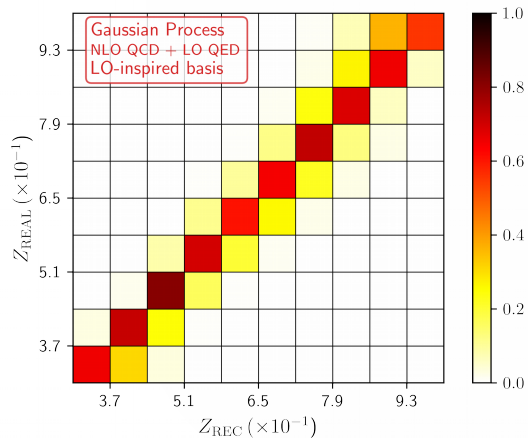 Gaussian Process
NLO QCD + LO QED
LO-inspired basis
Z_REAL (×10⁻¹)
9.3
7.9
6.5
5.1
3.7
3.7 5.1 6.5 7.9 9.3
Z_REC (×10⁻¹)
1.0
0.8
0.6
0.4
0.2
0.0